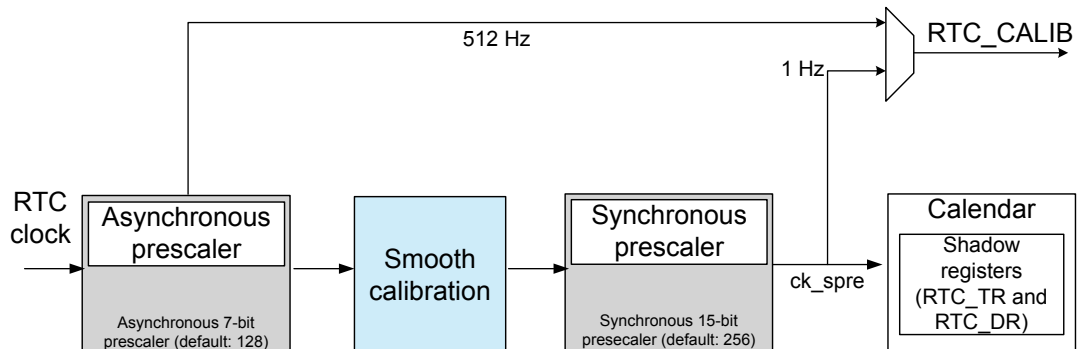 512 Hz
RTC_CALIB
1 Hz
RTC
clock
Asynchronous
prescaler
Asynchronous 7-bit
prescaler (default: 128)
Smooth
calibration
Synchronous
prescaler
Synchronous 15-bit
presecaler (default: 256)
ck_spre
Calendar
Shadow
registers
(RTC_TR and
RTC_DR)